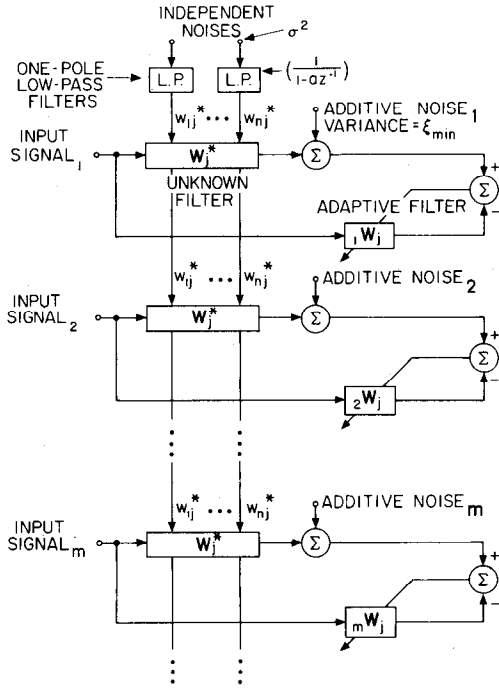 INDEPENDENT
NOISES
σ²
ONE-POLE
LOW-PASS
FILTERS
L.P.
L.P.
(1/(1-az⁻¹))
w₁ⱼ* ••• wₙⱼ*
INPUT
SIGNAL₁
Wⱼ*
Σ
ADDITIVE NOISE₁
VARIANCE = ξmin
+
Σ
−
UNKNOWN
FILTER
ADAPTIVE FILTER
₁Wⱼ
w₁ⱼ* ••• wₙⱼ*
ADDITIVE NOISE₂
INPUT
SIGNAL₂
Wⱼ*
Σ
+
Σ
−
₂Wⱼ
w₁ⱼ* ••• wₙⱼ*
ADDITIVE NOISEₘ
INPUT
SIGNALₘ
Wⱼ*
Σ
+
Σ
−
ₘWⱼ